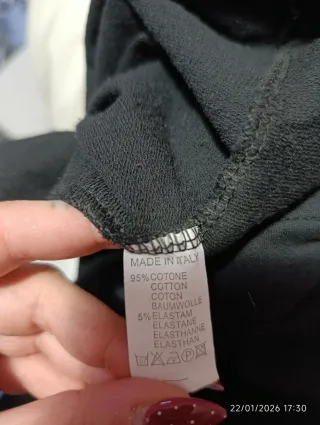 MADE IN ITALY
95% COTONE
COTTON
COTON
BAUMWOLLE
5% ELASTAM
ELASTANE
ELASTHANNE
ELASTHAN
22/01/2026 17:30